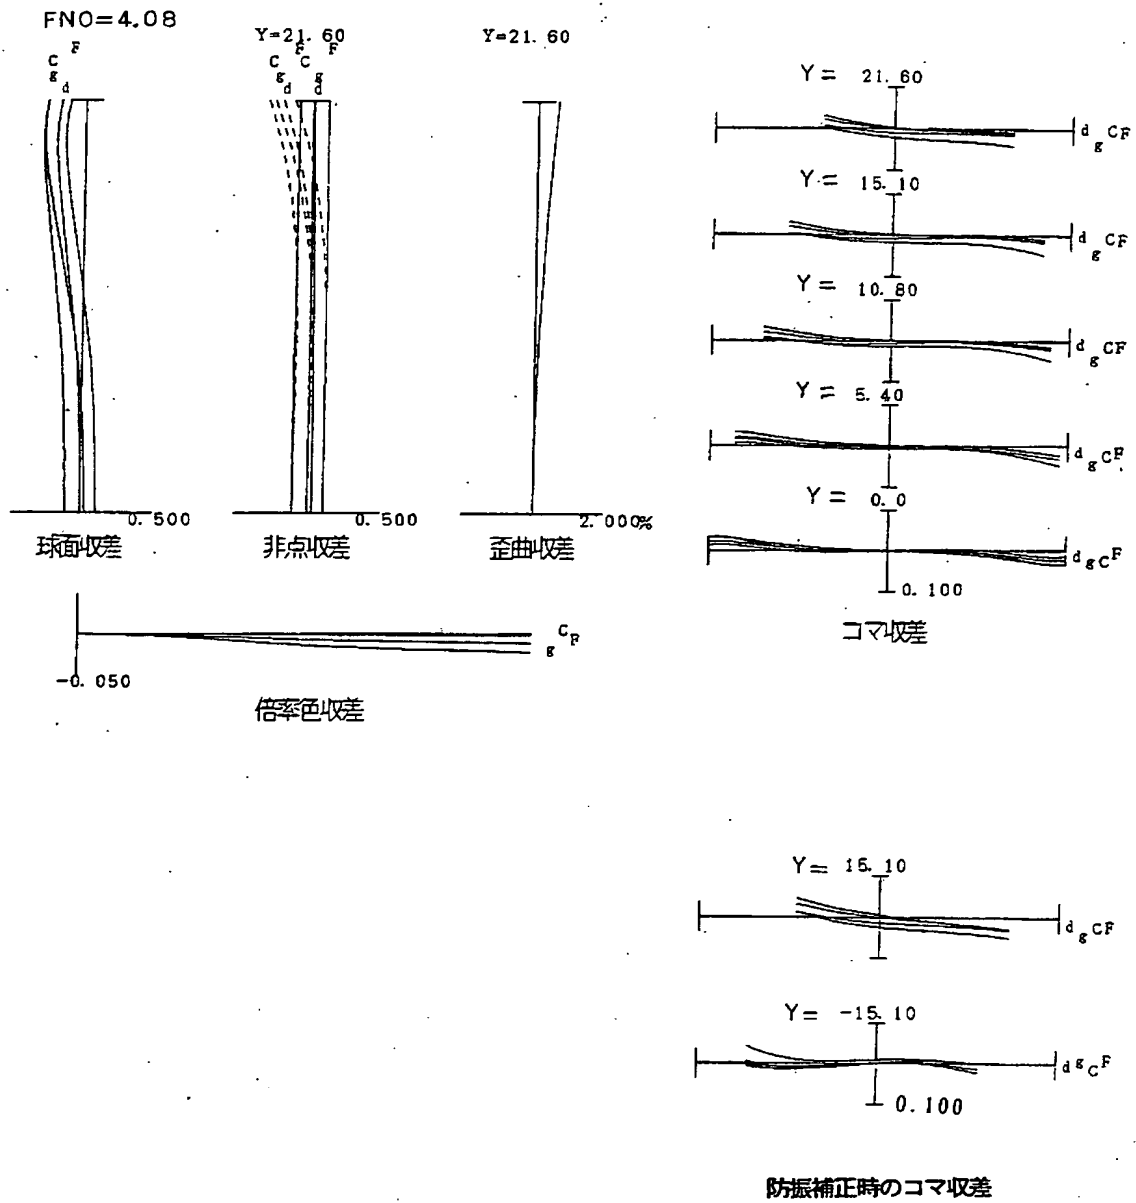 FNO=4.08
F
C
g
d
0.500
球面収差
Y=21.60
F F
C C
g g
d d
0.500
非点収差
Y=21.60
2.000%
歪曲収差
C
F
g
-0.050
倍率色収差
Y= 21.60
d g C F
Y= 15.10
d g C F
Y= 10.80
d g C F
Y= 5.40
d g C F
Y= 0.0
d g C F
0.100
コマ収差
Y= 15.10
d g C F
Y= -15.10
d g C F
0.100
防振補正時のコマ収差